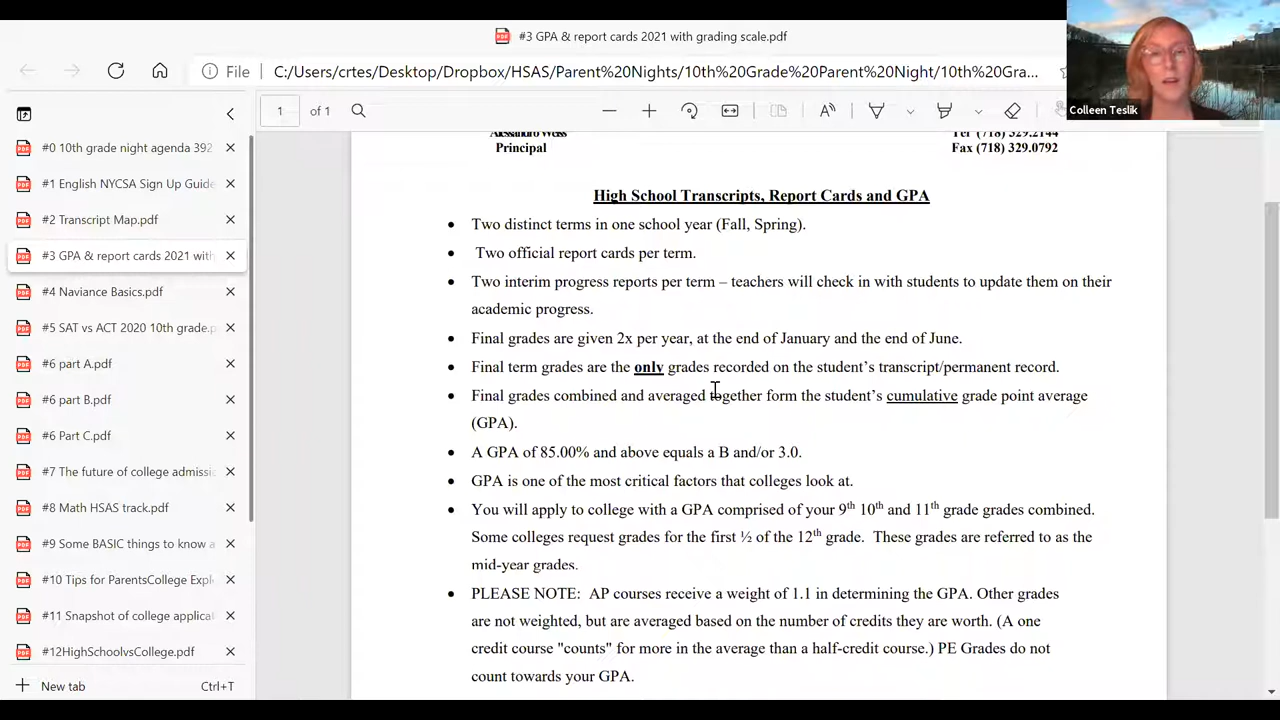 #3 GPA & report cards 2021 with grading scale.pdf
File
C:/Users/crtes/Desktop/Dropbox/HSAS/Parent%20Nights/10th%20Grade%20Parent%20Night/10th%20Gra...
Colleen Teslik
1 of 1
#0 10th grade night agenda 392
#1 English NYCSA Sign Up Guide
#2 Transcript Map.pdf
#3 GPA & report cards 2021 with
#4 Naviance Basics.pdf
#5 SAT vs ACT 2020 10th grade.p
#6 part A.pdf
#6 part B.pdf
#6 Part C.pdf
#7 The future of college admissi
#8 Math HSAS track.pdf
#9 Some BASIC things to know a
#10 Tips for ParentsCollege Expl
#11 Snapshot of college applica
#12HighSchoolvsCollege.pdf
New tab Ctrl+T
Alessandro Weiss
Principal
Tel (718) 329.2144
Fax (718) 329.0792
High School Transcripts, Report Cards and GPA
• Two distinct terms in one school year (Fall, Spring).
• Two official report cards per term.
• Two interim progress reports per term – teachers will check in with students to update them on their
academic progress.
• Final grades are given 2x per year, at the end of January and the end of June.
• Final term grades are the only grades recorded on the student's transcript/permanent record.
• Final grades combined and averaged together form the student's cumulative grade point average
(GPA).
• A GPA of 85.00% and above equals a B and/or 3.0.
• GPA is one of the most critical factors that colleges look at.
• You will apply to college with a GPA comprised of your 9th 10th and 11th grade grades combined.
Some colleges request grades for the first ½ of the 12th grade. These grades are referred to as the
mid-year grades.
• PLEASE NOTE: AP courses receive a weight of 1.1 in determining the GPA. Other grades
are not weighted, but are averaged based on the number of credits they are worth. (A one
credit course "counts" for more in the average than a half-credit course.) PE Grades do not
count towards your GPA.